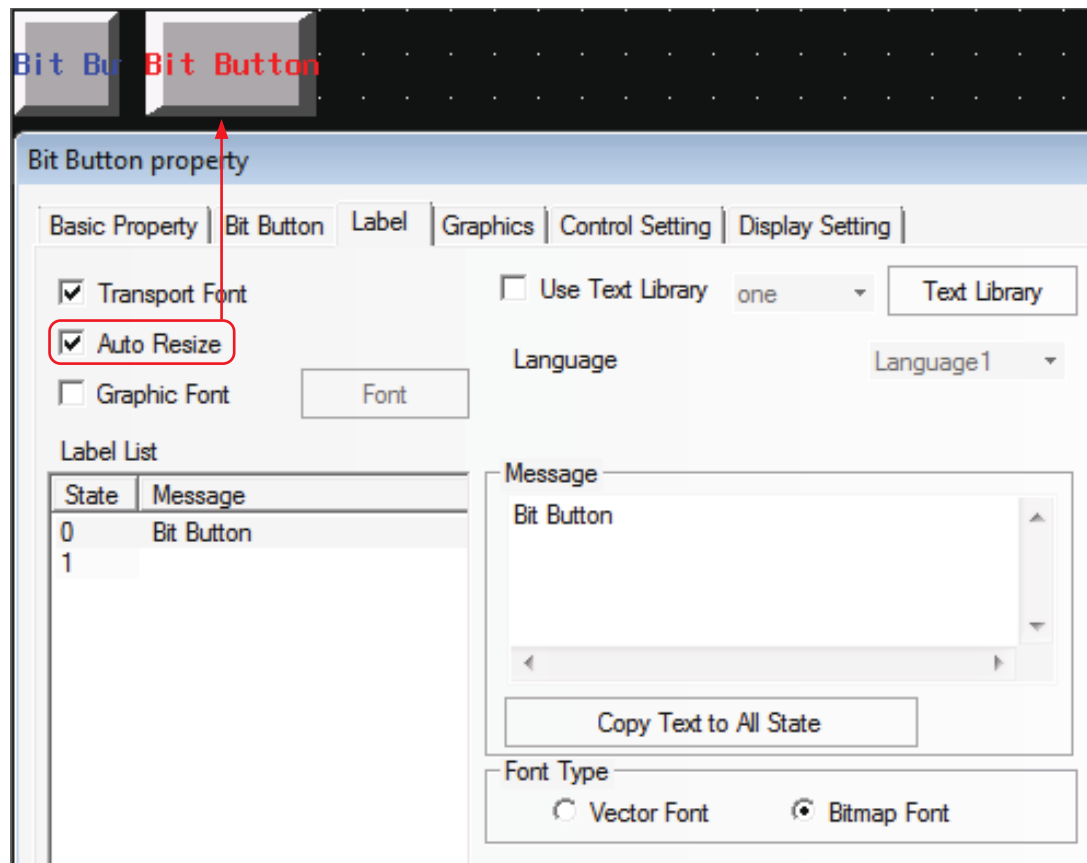 Bit Bu Bit Button
Bit Button property
Basic Property Bit Button Label Graphics Control Setting Display Setting
Transport Font
Auto Resize
Graphic Font Font
Use Text Library one Text Library
Language Language1
Label List
State Message
0 Bit Button
1
Message
Bit Button
Copy Text to All State
Font Type
Vector Font Bitmap Font